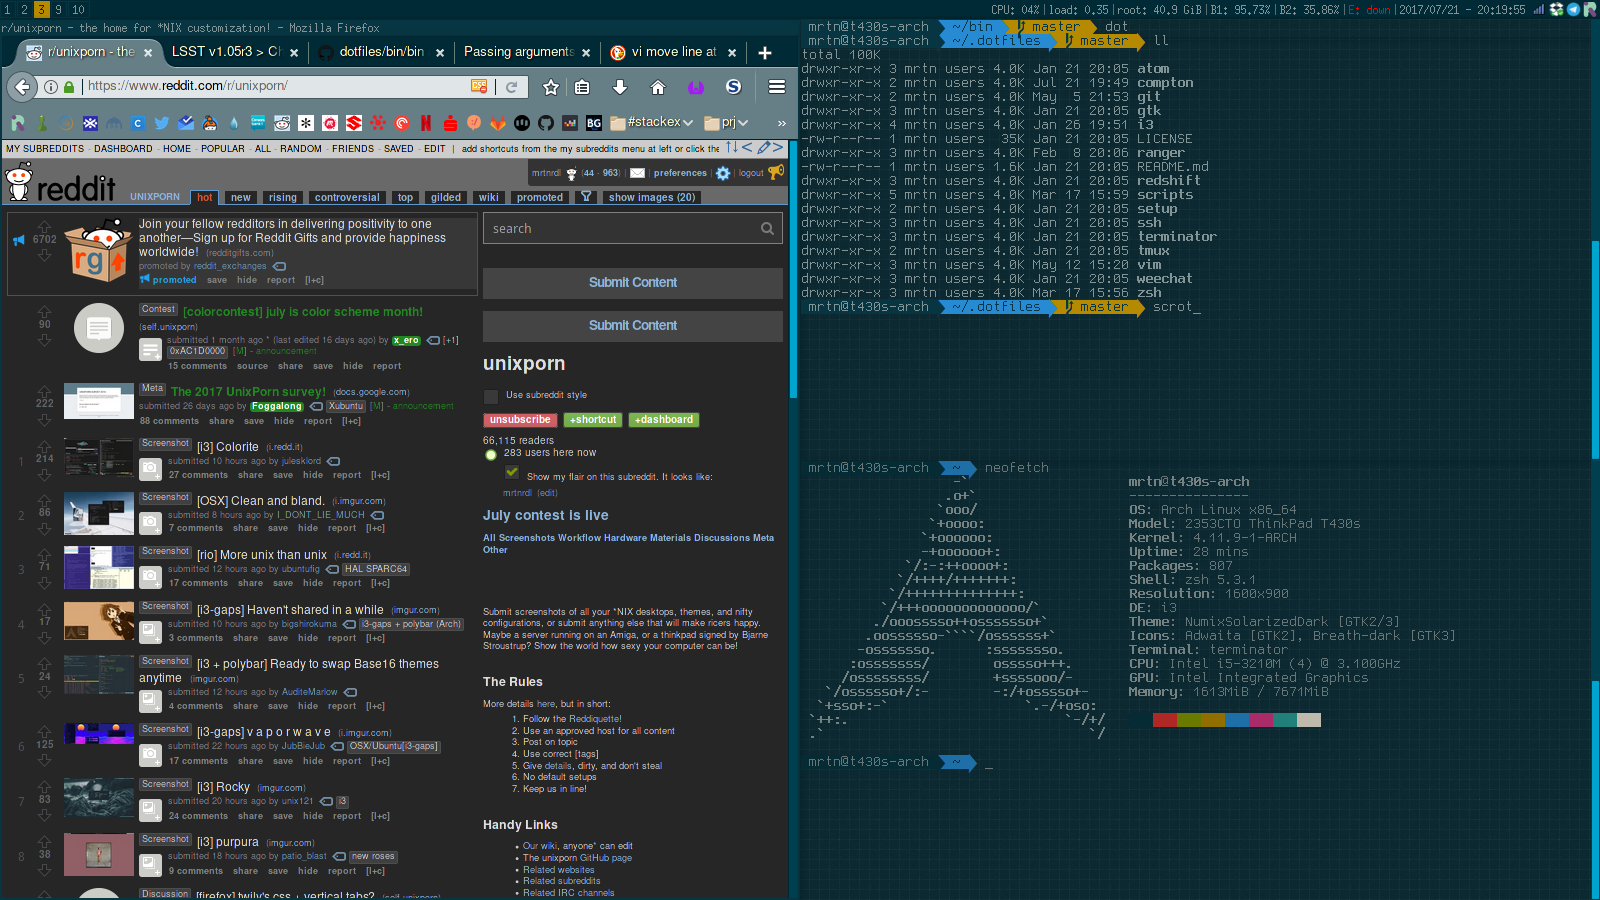 1 2 3 9 10
CPU: 04%|load: 0.35|root: 40.9 GiB|B1: 95.73%|B2: 35.86%|E: down|2017/07/21 - 20:19:55
r/unixporn - the home for *NIX customization! - Mozilla Firefox
r/unixporn - the
LSST v1.05r3 > Ch
dotfiles/bin/bin
Passing arguments
vi move line at
https://www.reddit.com/r/unixporn/
BG #stackex prj »
MY SUBREDDITS - DASHBOARD - HOME - POPULAR - ALL - RANDOM - FRIENDS - SAVED - EDIT | add shortcuts from the my subreddits menu at left or click the
mrtnrdl (44 · 963) | preferences | | logout
reddit UNIXPORN hot new rising controversial top gilded wiki promoted show images (20)
6702
Join your fellow redditors in delivering positivity to one
another—Sign up for Reddit Gifts and provide happiness
worldwide! (redditgifts.com)
promoted by reddit_exchanges
promoted save hide report [l+c]
90
Contest [colorcontest] july is color scheme month!
(self.unixporn)
submitted 1 month ago * (last edited 16 days ago) by x_ero [+1]
0xAC1D0000 [M] - announcement
15 comments source share save hide report
222
Meta The 2017 UnixPorn survey! (docs.google.com)
submitted 26 days ago by Foggalong Xubuntu [M] - announcement
88 comments share save hide report [l+c]
1 214
Screenshot [i3] Colorite (i.redd.it)
submitted 10 hours ago by julesklord
27 comments share save hide report [l+c]
2 86
Screenshot [OSX] Clean and bland. (i.imgur.com)
submitted 8 hours ago by I_DONT_LIE_MUCH
7 comments share save hide report [l+c]
3 71
Screenshot [rio] More unix than unix (i.redd.it)
submitted 12 hours ago by ubuntufig HAL SPARC64
17 comments share save hide report [l+c]
4 17
Screenshot [i3-gaps] Haven't shared in a while (imgur.com)
submitted 10 hours ago by bigshirokuma i3-gaps + polybar (Arch)
3 comments share save hide report [l+c]
5 24
Screenshot [i3 + polybar] Ready to swap Base16 themes
anytime (imgur.com)
submitted 12 hours ago by AuditeMarlow
4 comments share save hide report [l+c]
6 125
Screenshot [i3-gaps] v a p o r w a v e (i.imgur.com)
submitted 22 hours ago by JubBieJub OSX/Ubuntu[i3-gaps]
17 comments share save hide report [l+c]
7 83
Screenshot [i3] Rocky (imgur.com)
submitted 20 hours ago by unix121 i3
24 comments share save hide report [l+c]
8 38
Screenshot [i3] purpura (imgur.com)
submitted 18 hours ago by patio_blast new roses
9 comments share save hide report [l+c]
Discussion [firefox] twily's css + vertical tabs? (self.unixporn)
search
Submit Content
Submit Content
unixporn
Use subreddit style
unsubscribe +shortcut +dashboard
66,115 readers
283 users here now
Show my flair on this subreddit. It looks like:
mrtnrdl (edit)
July contest is live
All Screenshots Workflow Hardware Materials Discussions Meta
Other
Submit screenshots of all your *NIX desktops, themes, and nifty
configurations, or submit anything else that will make ricers happy.
Maybe a server running on an Amiga, or a thinkpad signed by Bjarne
Stroustrup? Show the world how sexy your computer can be!
The Rules
More details here, but in short:
1. Follow the Reddiquette!
2. Use an approved host for all content
3. Post on topic
4. Use correct [tags]
5. Give details, dirty, and don't steal
6. No default setups
7. Keep us in line!
Handy Links
• Our wiki, anyone* can edit
• The unixporn GitHub page
• Related websites
• Related subreddits
• Related IRC channels
mrtn@t430s-arch ~/bin master dot
mrtn@t430s-arch ~/.dotfiles master ll
total 100K
drwxr-xr-x 3 mrtn users 4.0K Jan 21 20:05 atom
drwxr-xr-x 2 mrtn users 4.0K Jul 21 19:49 compton
drwxr-xr-x 2 mrtn users 4.0K May 5 21:53 git
drwxr-xr-x 2 mrtn users 4.0K Jan 21 20:05 gtk
drwxr-xr-x 4 mrtn users 4.0K Jan 26 19:51 i3
-rw-r--r-- 1 mrtn users 35K Jan 21 20:05 LICENSE
drwxr-xr-x 3 mrtn users 4.0K Feb 8 20:06 ranger
-rw-r--r-- 1 mrtn users 1.6K Jan 21 20:05 README.md
drwxr-xr-x 3 mrtn users 4.0K Jan 21 20:05 redshift
drwxr-xr-x 5 mrtn users 4.0K Mar 17 15:59 scripts
drwxr-xr-x 2 mrtn users 4.0K Jan 21 20:05 setup
drwxr-xr-x 2 mrtn users 4.0K Jan 21 20:05 ssh
drwxr-xr-x 3 mrtn users 4.0K Jan 21 20:05 terminator
drwxr-xr-x 2 mrtn users 4.0K Jan 21 20:05 tmux
drwxr-xr-x 3 mrtn users 4.0K May 12 15:20 vim
drwxr-xr-x 2 mrtn users 4.0K Jan 21 20:05 weechat
drwxr-xr-x 2 mrtn users 4.0K Mar 17 15:56 zsh
mrtn@t430s-arch ~/.dotfiles master scrot_
mrtn@t430s-arch ~ neofetch
mrtn@t430s-arch
---------------
OS: Arch Linux x86_64
Model: 2353CTO ThinkPad T430s
Kernel: 4.11.9-1-ARCH
Uptime: 28 mins
Packages: 807
Shell: zsh 5.3.1
Resolution: 1600x900
DE: i3
Theme: NumixSolarizedDark [GTK2/3]
Icons: Adwaita [GTK2], Breath-dark [GTK3]
Terminal: terminator
CPU: Intel i5-3210M (4) @ 3.100GHz
GPU: Intel Integrated Graphics
Memory: 1613MiB / 7671MiB
mrtn@t430s-arch ~ _